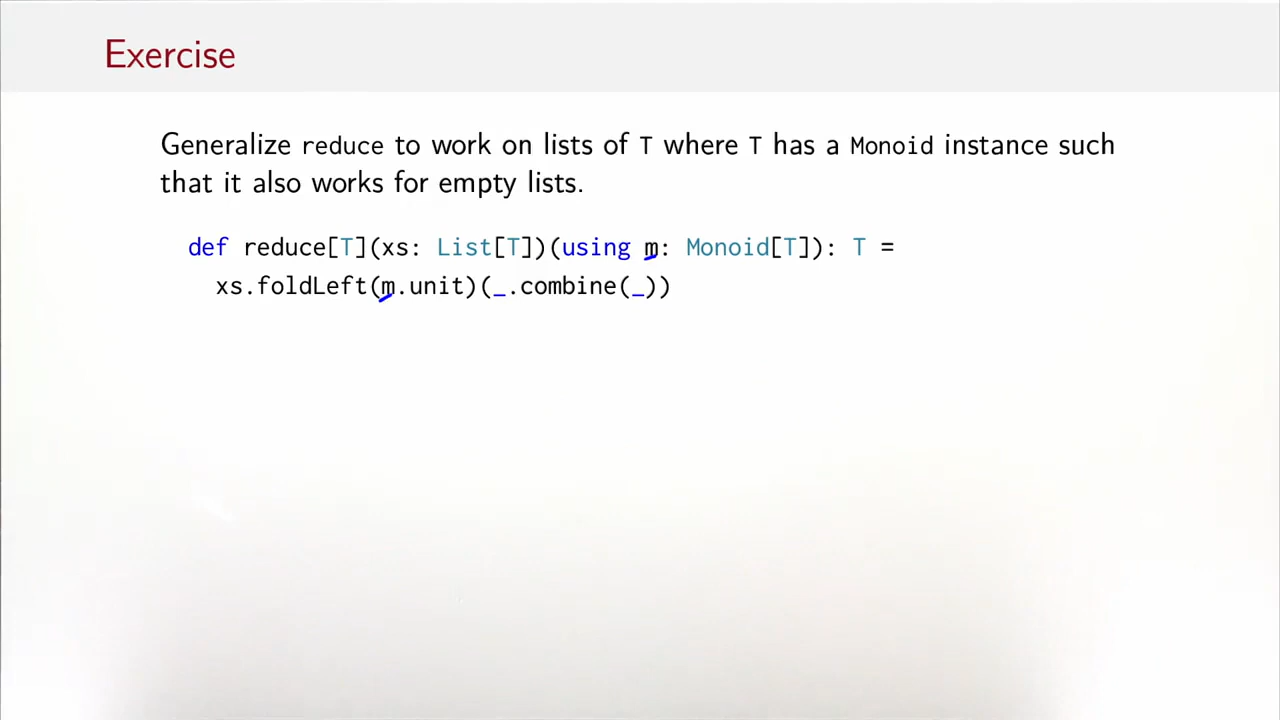 Exercise
Generalize reduce to work on lists of T where T has a Monoid instance such
that it also works for empty lists.
def reduce[T](xs: List[T])(using m: Monoid[T]): T =
xs.foldLeft(m.unit)(_.combine(_))